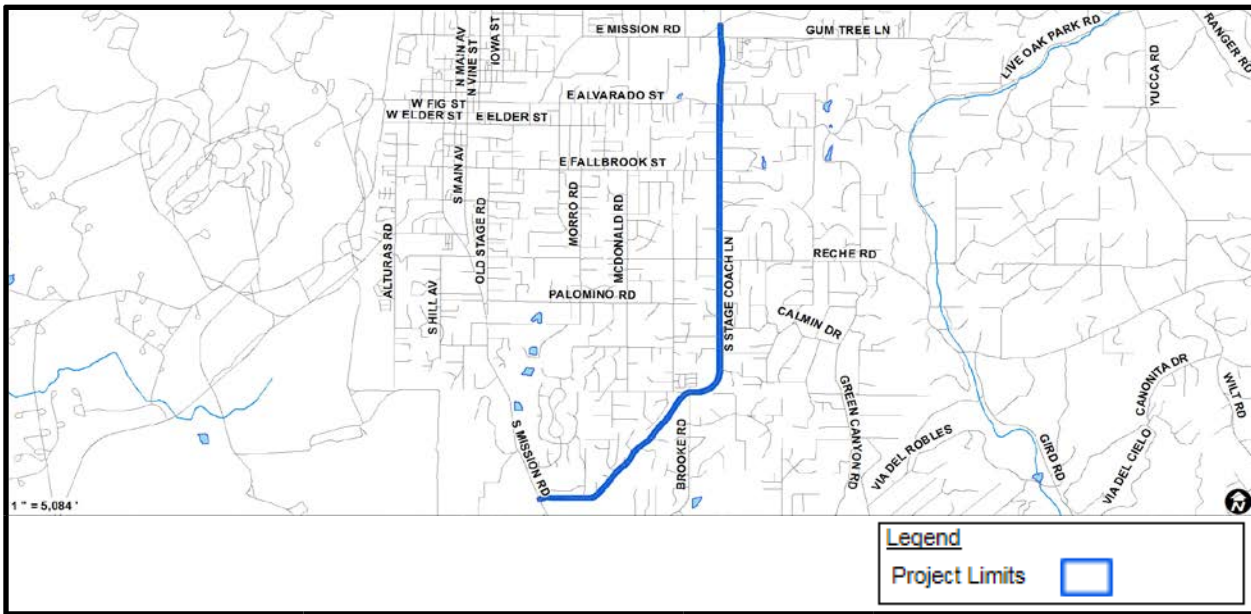 E MISSION RD
GUM TREE LN
LIVE OAK PARK RD
RANGER RD
YUCCA RD
N MAIN AV
N VINE ST
IOWA ST
W FIG ST
E ALVARADO ST
W ELDER ST
E ELDER ST
E FALLBROOK ST
S MAIN AV
OLD STAGE RD
MORRO RD
MCDONALD RD
ALTURAS RD
S HILL AV
PALOMINO RD
S STAGE COACH LN
RECHE RD
CALMIN DR
GREEN CANYON RD
CANONITA DR
WILT RD
S MISSION RD
BROOKE RD
VIA DEL ROBLES
GIRD RD
VIA DEL CIELO
1 " = 5,084 '
N
Legend
Project Limits